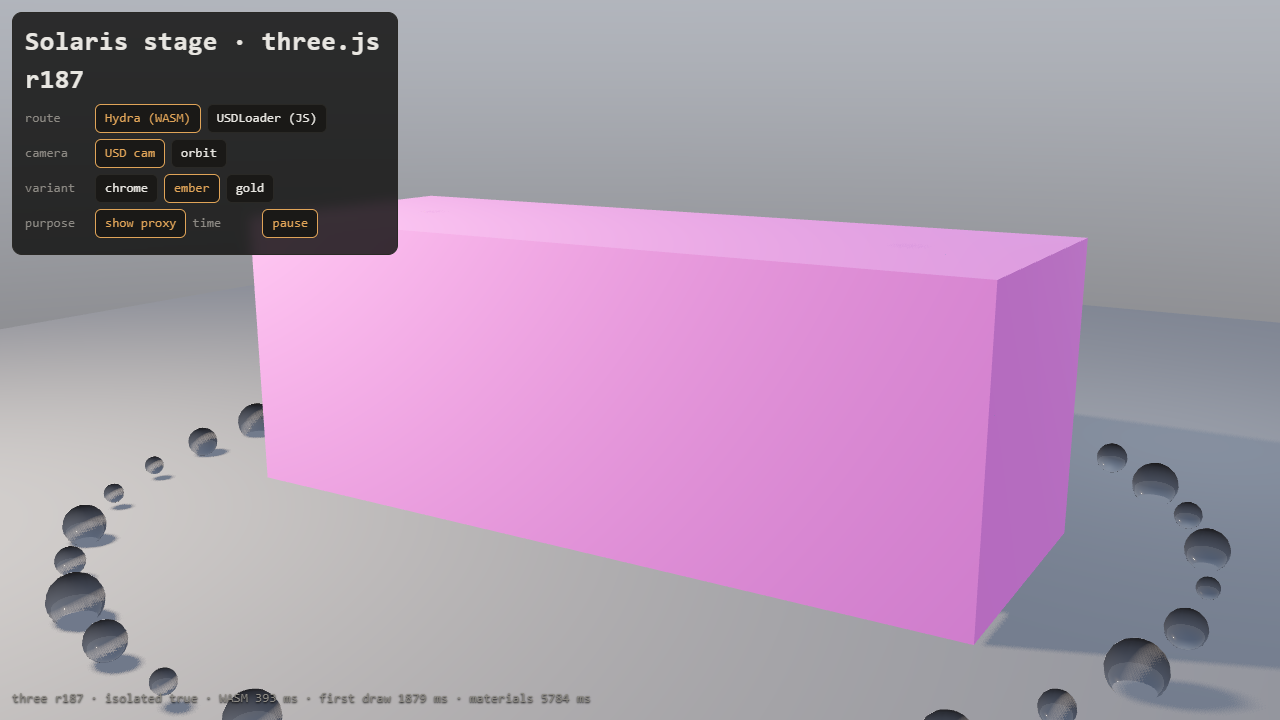 Solaris stage · three.js
r187
route Hydra (WASM) USDLoader (JS)
camera USD cam orbit
variant chrome ember gold
purpose show proxy time pause
three r187 · isolated true · WASM 393 ms · first draw 1879 ms · materials 5784 ms